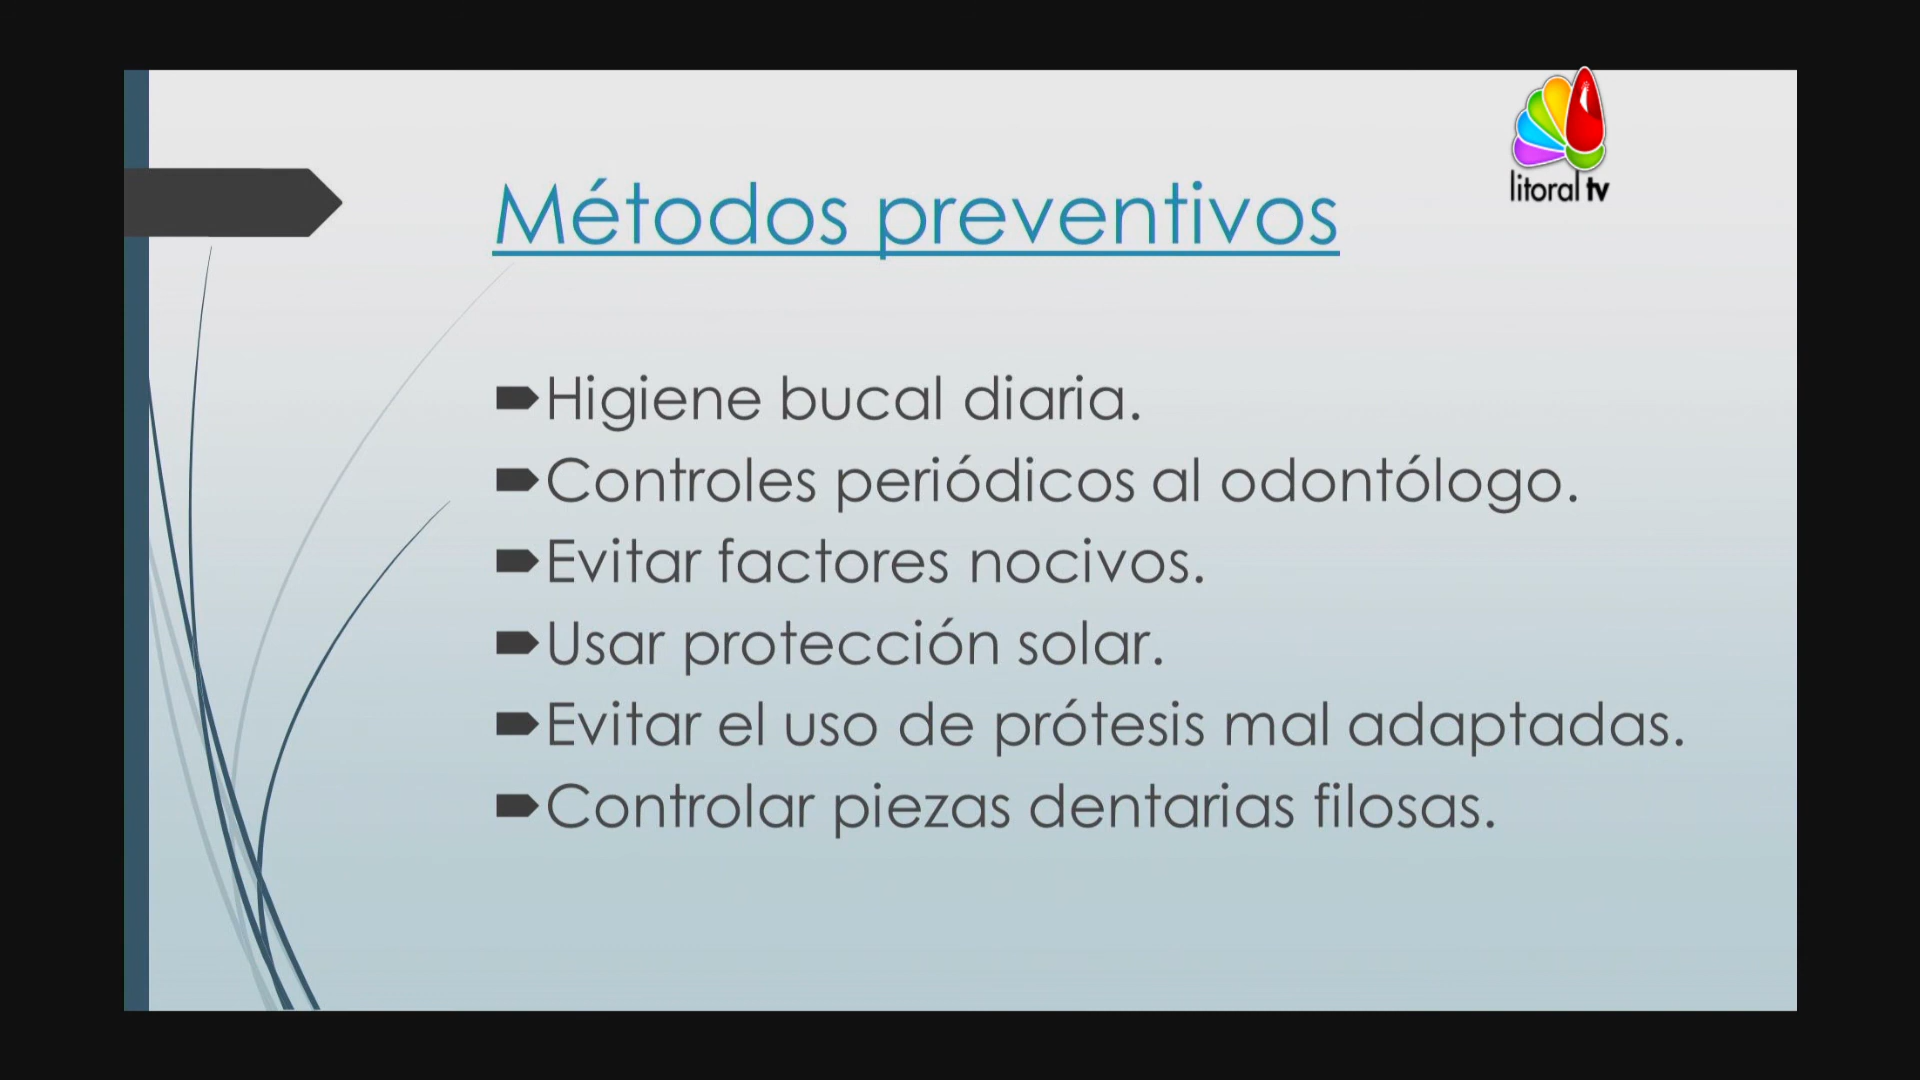 litoral tv
Métodos preventivos
Higiene bucal diaria.
Controles periódicos al odontólogo.
Evitar factores nocivos.
Usar protección solar.
Evitar el uso de prótesis mal adaptadas.
Controlar piezas dentarias filosas.